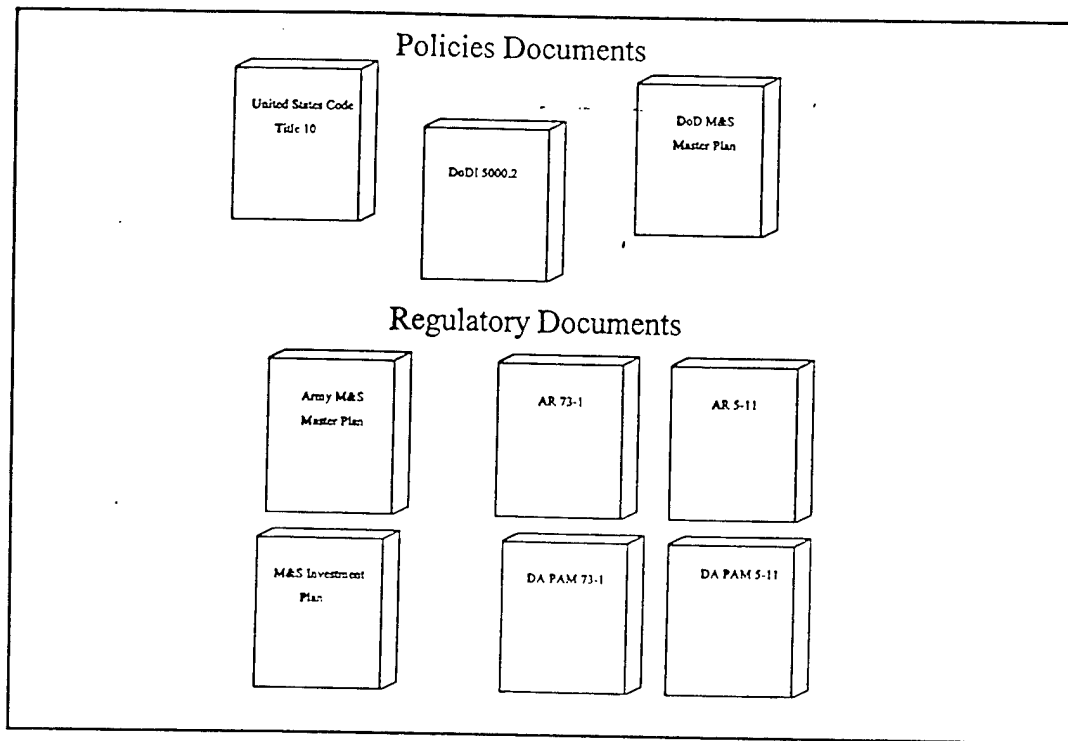 Policies Documents
United States Code
Title 10
DoDI 5000.2
DoD M&S
Master Plan
Regulatory Documents
Army M&S
Master Plan
AR 73-1
AR 5-11
M&S Investment
Plan
DA PAM 73-1
DA PAM 5-11